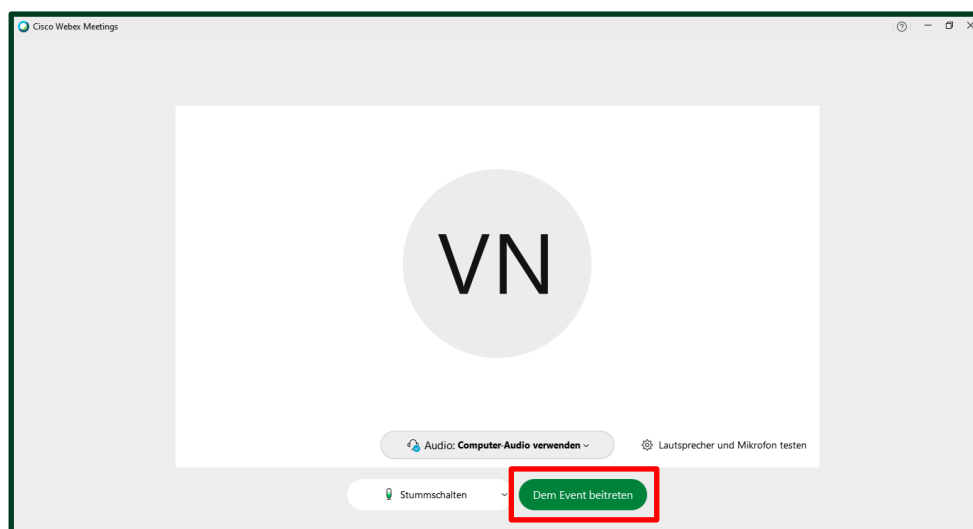 Cisco Webex Meetings
VN
Audio: Computer-Audio verwenden
Lautsprecher und Mikrofon testen
Stummschalten
Dem Event beitreten